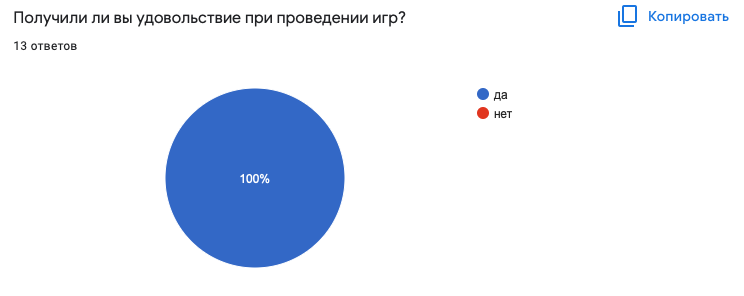 Получили ли вы удовольствие при проведении игр?
Копировать
13 ответов
да
нет
100%